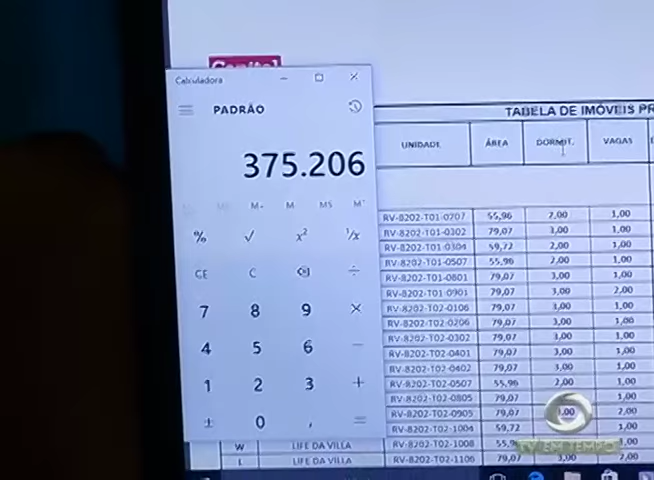 Capital
Calculadora
PADRÃO
375.206
M+ M- MS M˅
% √ x² ¹/x
CE C ÷
7 8 9 ×
4 5 6 −
1 2 3 +
± 0 , =
TABELA DE IMÓVEIS PR
UNIDADE ÁREA DORMIT. VAGAS
RV-8202-T01-0207 55,96 2,00 1,00
RV-8202-T01-0302 79,07 3,00 1,00
RV-8202-T01-0304 59,72 2,00 1,00
RV-8202-T01-0507 55,96 2,00 1,00
RV-8202-T01-0801 79,07 3,00 1,00
RV-8202-T01-0901 79,07 3,00 2,00
RV-8202-T02-0106 79,07 3,00 1,00
RV-8202-T02-0206 79,07 3,00 1,00
RV-8202-T02-0302 79,07 3,00 1,00
RV-8202-T02-0401 79,07 3,00 1,00
RV-8202-T02-0402 79,07 3,00 1,00
RV-8202-T02-0507 55,96 2,00 1,00
RV-8202-T02-0805 79,07 1,00
RV-8202-T02-0905 79,07 3,00 2,00
RV-8202-T02-1004 59,72 1,00
W LIFE DA VILLA RV-8202-T02-1008 55,9 1,00
L LIFE DA VILLA RV-8202-T02-1106 79,07 3,00 2,00
TV EM TEMPO